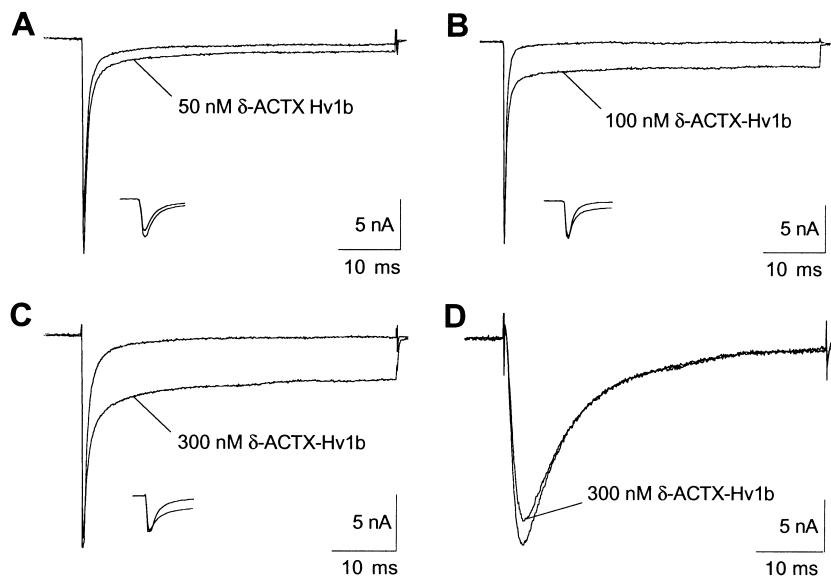 A
50 nM δ-ACTX Hv1b
5 nA
10 ms
B
100 nM δ-ACTX-Hv1b
5 nA
10 ms
C
300 nM δ-ACTX-Hv1b
5 nA
10 ms
D
300 nM δ-ACTX-Hv1b
5 nA
10 ms